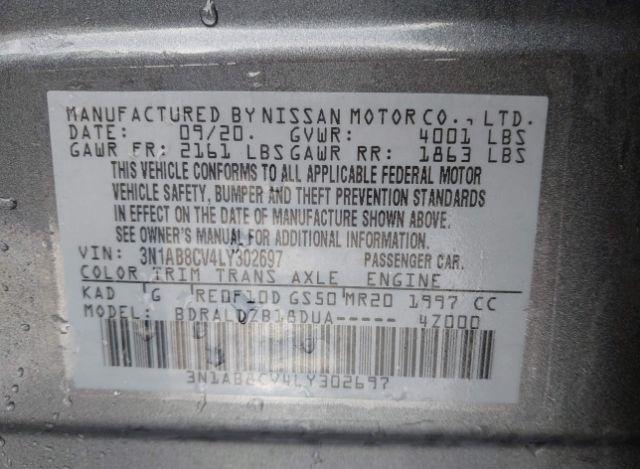 MANUFACTURED BY NISSAN MOTOR CO., LTD.
DATE: 09/20. GVWR: 4001 LBS
GAWR FR: 2161 LBS GAWR RR: 1863 LBS
THIS VEHICLE CONFORMS TO ALL APPLICABLE FEDERAL MOTOR
VEHICLE SAFETY, BUMPER AND THEFT PREVENTION STANDARDS
IN EFFECT ON THE DATE OF MANUFACTURE SHOWN ABOVE.
SEE OWNER'S MANUAL FOR ADDITIONAL INFORMATION.
VIN: 3N1AB8CV4LY302697 PASSENGER CAR.
COLOR TRIM TRANS AXLE ENGINE
KAD G RE0F10D GS50 MR20 1997 CC
MODEL: BDRALDZB18DUA----- 4Z000
3N1AB8CV4LY302697